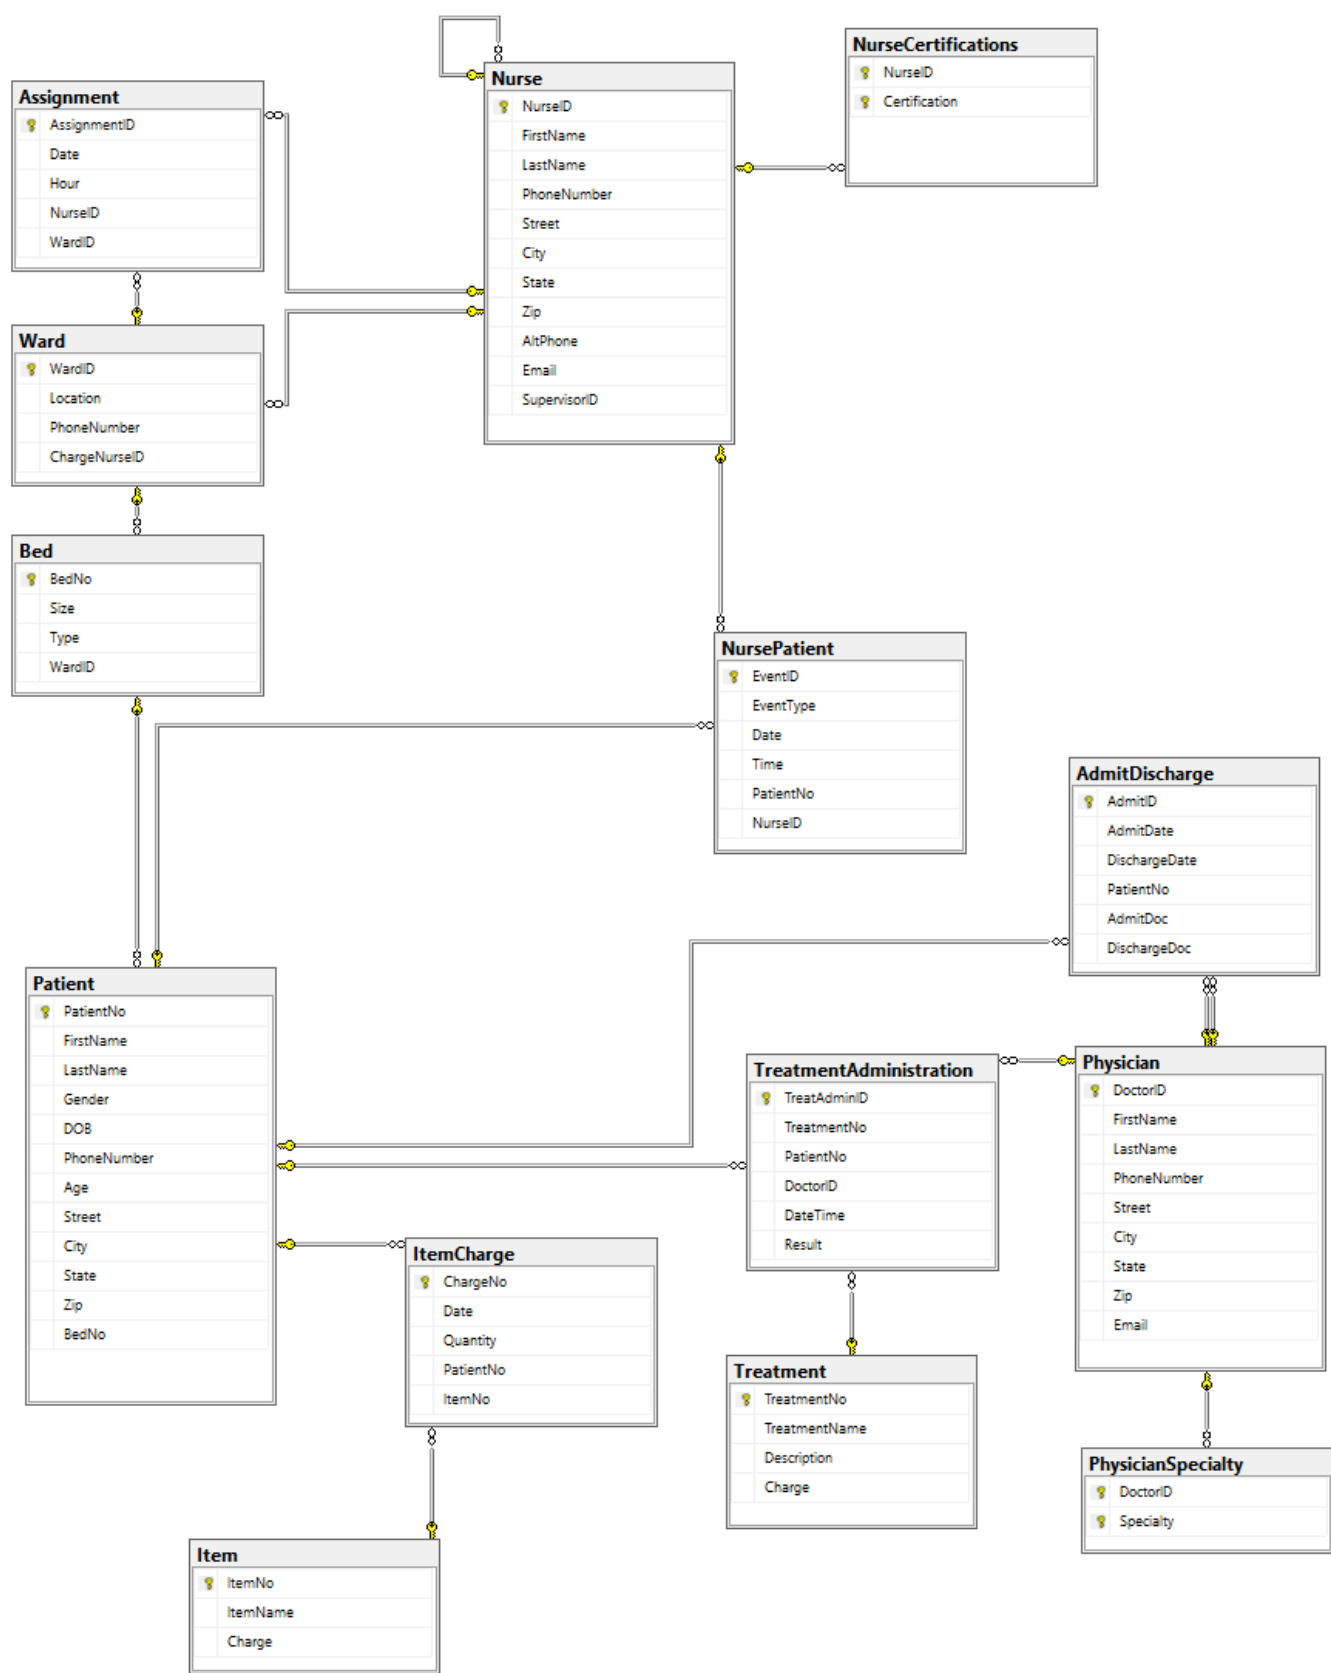 NurseCertifications
NurseID
Certification
Nurse
NurseID
FirstName
LastName
PhoneNumber
Street
City
State
Zip
AltPhone
Email
SupervisorID
Assignment
AssignmentID
Date
Hour
NurseID
WardID
Ward
WardID
Location
PhoneNumber
ChargeNurseID
Bed
BedNo
Size
Type
WardID
NursePatient
EventID
EventType
Date
Time
PatientNo
NurseID
AdmitDischarge
AdmitID
AdmitDate
DischargeDate
PatientNo
AdmitDoc
DischargeDoc
Patient
PatientNo
FirstName
LastName
Gender
DOB
PhoneNumber
Age
Street
City
State
Zip
BedNo
TreatmentAdministration
TreatAdminID
TreatmentNo
PatientNo
DoctorID
DateTime
Result
Physician
DoctorID
FirstName
LastName
PhoneNumber
Street
City
State
Zip
Email
ItemCharge
ChargeNo
Date
Quantity
PatientNo
ItemNo
Treatment
TreatmentNo
TreatmentName
Description
Charge
PhysicianSpecialty
DoctorID
Specialty
Item
ItemNo
ItemName
Charge